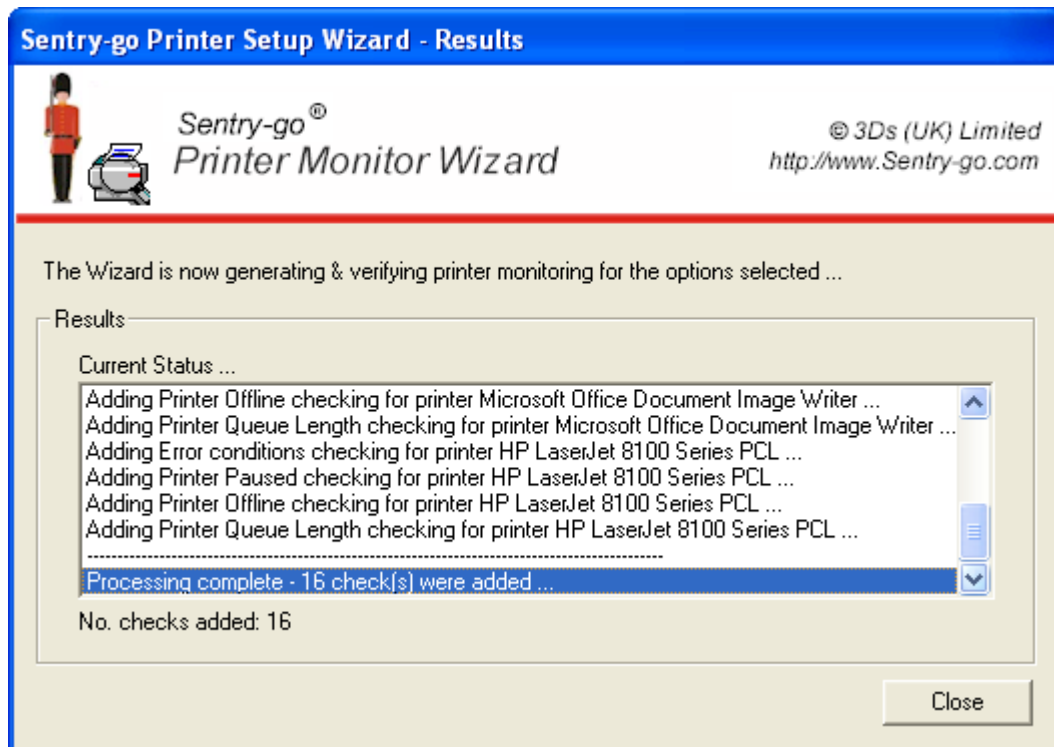 Sentry-go Printer Setup Wizard - Results
Sentry-go®
Printer Monitor Wizard
© 3Ds (UK) Limited
http://www.Sentry-go.com
The Wizard is now generating & verifying printer monitoring for the options selected ...
Results
Current Status ...
Adding Printer Offline checking for printer Microsoft Office Document Image Writer ...
Adding Printer Queue Length checking for printer Microsoft Office Document Image Writer ...
Adding Error conditions checking for printer HP LaserJet 8100 Series PCL ...
Adding Printer Paused checking for printer HP LaserJet 8100 Series PCL ...
Adding Printer Offline checking for printer HP LaserJet 8100 Series PCL ...
Adding Printer Queue Length checking for printer HP LaserJet 8100 Series PCL ...
------------------------------------------------------------------------------------------------
Processing complete - 16 check(s) were added ...
No. checks added: 16
Close